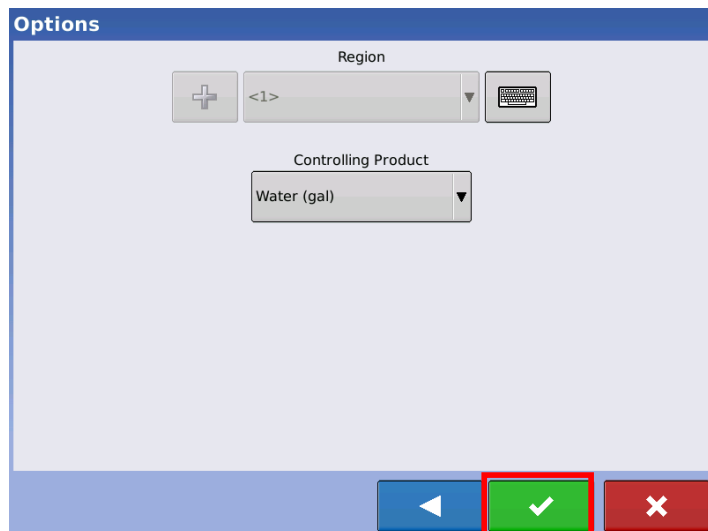 Options
Region
<1>
Controlling Product
Water (gal)